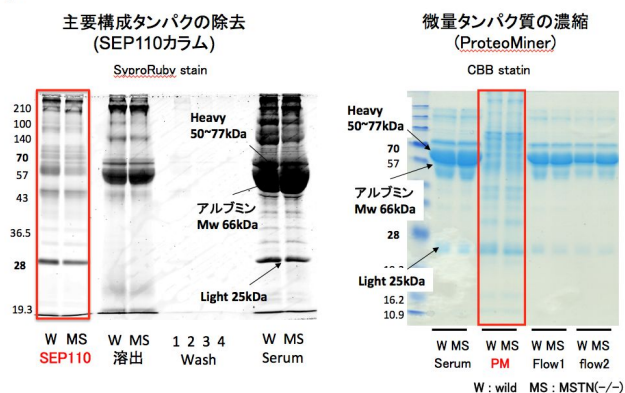 主要構成タンパクの除去
(SEP110カラム)
SyproRuby stain
210
100
140
70
57
43
36.5
28
19.3
Heavy
50~77kDa
アルブミン
Mw 66kDa
Light 25kDa
W MS
SEP110
W MS
溶出
1 2 3 4
Wash
W MS
Serum
微量タンパク質の濃縮
(ProteoMiner)
CBB statin
Heavy
50~77kDa
70
57
アルブミン
Mw 66kDa
28
Light 25kDa
16.2
10.9
W MS
Serum
W MS
PM
W MS
Flow1
W MS
flow2
W : wild MS : MSTN(-/-)